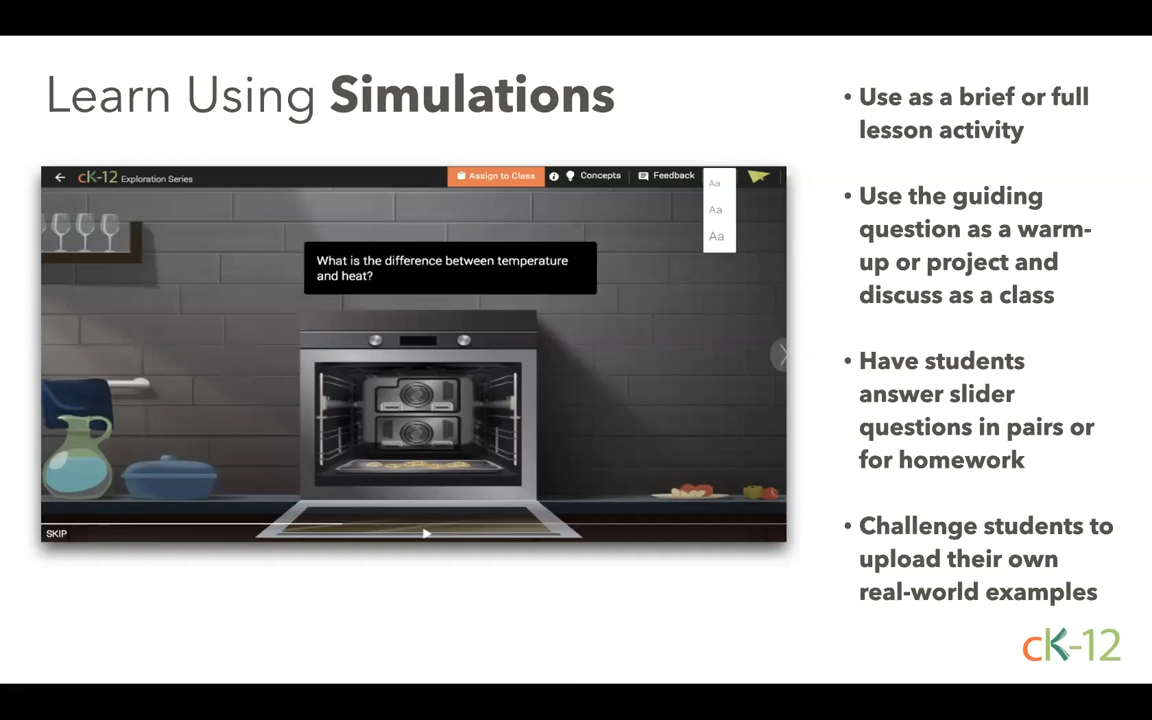 Learn Using Simulations
cK-12 Exploration Series
Assign to Class
Concepts
Feedback
Aa
Aa
Aa
What is the difference between temperature
and heat?
SKIP
• Use as a brief or full
lesson activity
• Use the guiding
question as a warm-
up or project and
discuss as a class
• Have students
answer slider
questions in pairs or
for homework
• Challenge students to
upload their own
real-world examples
cK-12